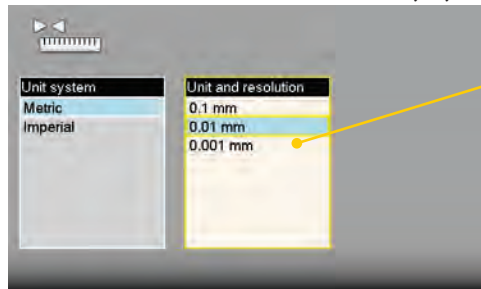 Unit system
Metric
Imperial
Unit and resolution
0.1 mm
0.01 mm
0.001 mm